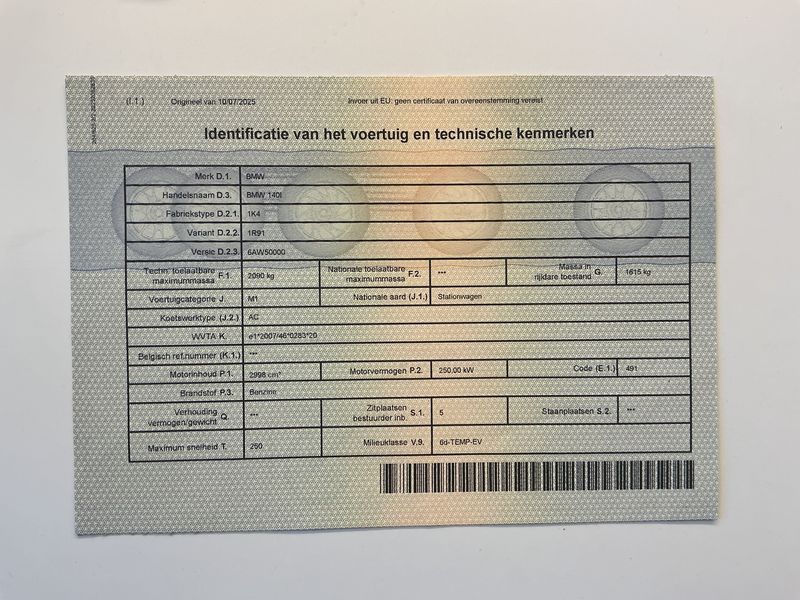 (I.1.) Origineel van 10/07/2025 Invoer uit EU: geen certificaat van overeenstemming vereist
Identificatie van het voertuig en technische kenmerken
Merk D.1. BMW
Handelsnaam D.3. BMW 140I
Fabriekstype D.2.1. 1K4
Variant D.2.2. 1R91
Versie D.2.3. 6AW50000
Techn. toelaatbare maximummassa F.1. 2090 kg Nationale toelaatbare maximummassa F.2. *** Massa in rijklare toestand G. 1615 kg
Voertuigcategorie J. M1 Nationale aard (J.1.) Stationwagen
Koetswerktype (J.2.) AC
WVTA K. e1*2007/46*0283*20
Belgisch ref.nummer (K.1.) ***
Motorinhoud P.1. 2998 cm³ Motorvermogen P.2. 250.00 kW Code (E.1.) 491
Brandstof P.3. Benzine
Verhouding vermogen/gewicht Q. *** Zitplaatsen bestuurder inb. S.1. 5 Staanplaatsen S.2. ***
Maximum snelheid T. 250 Milieuklasse V.9. 6d-TEMP-EV